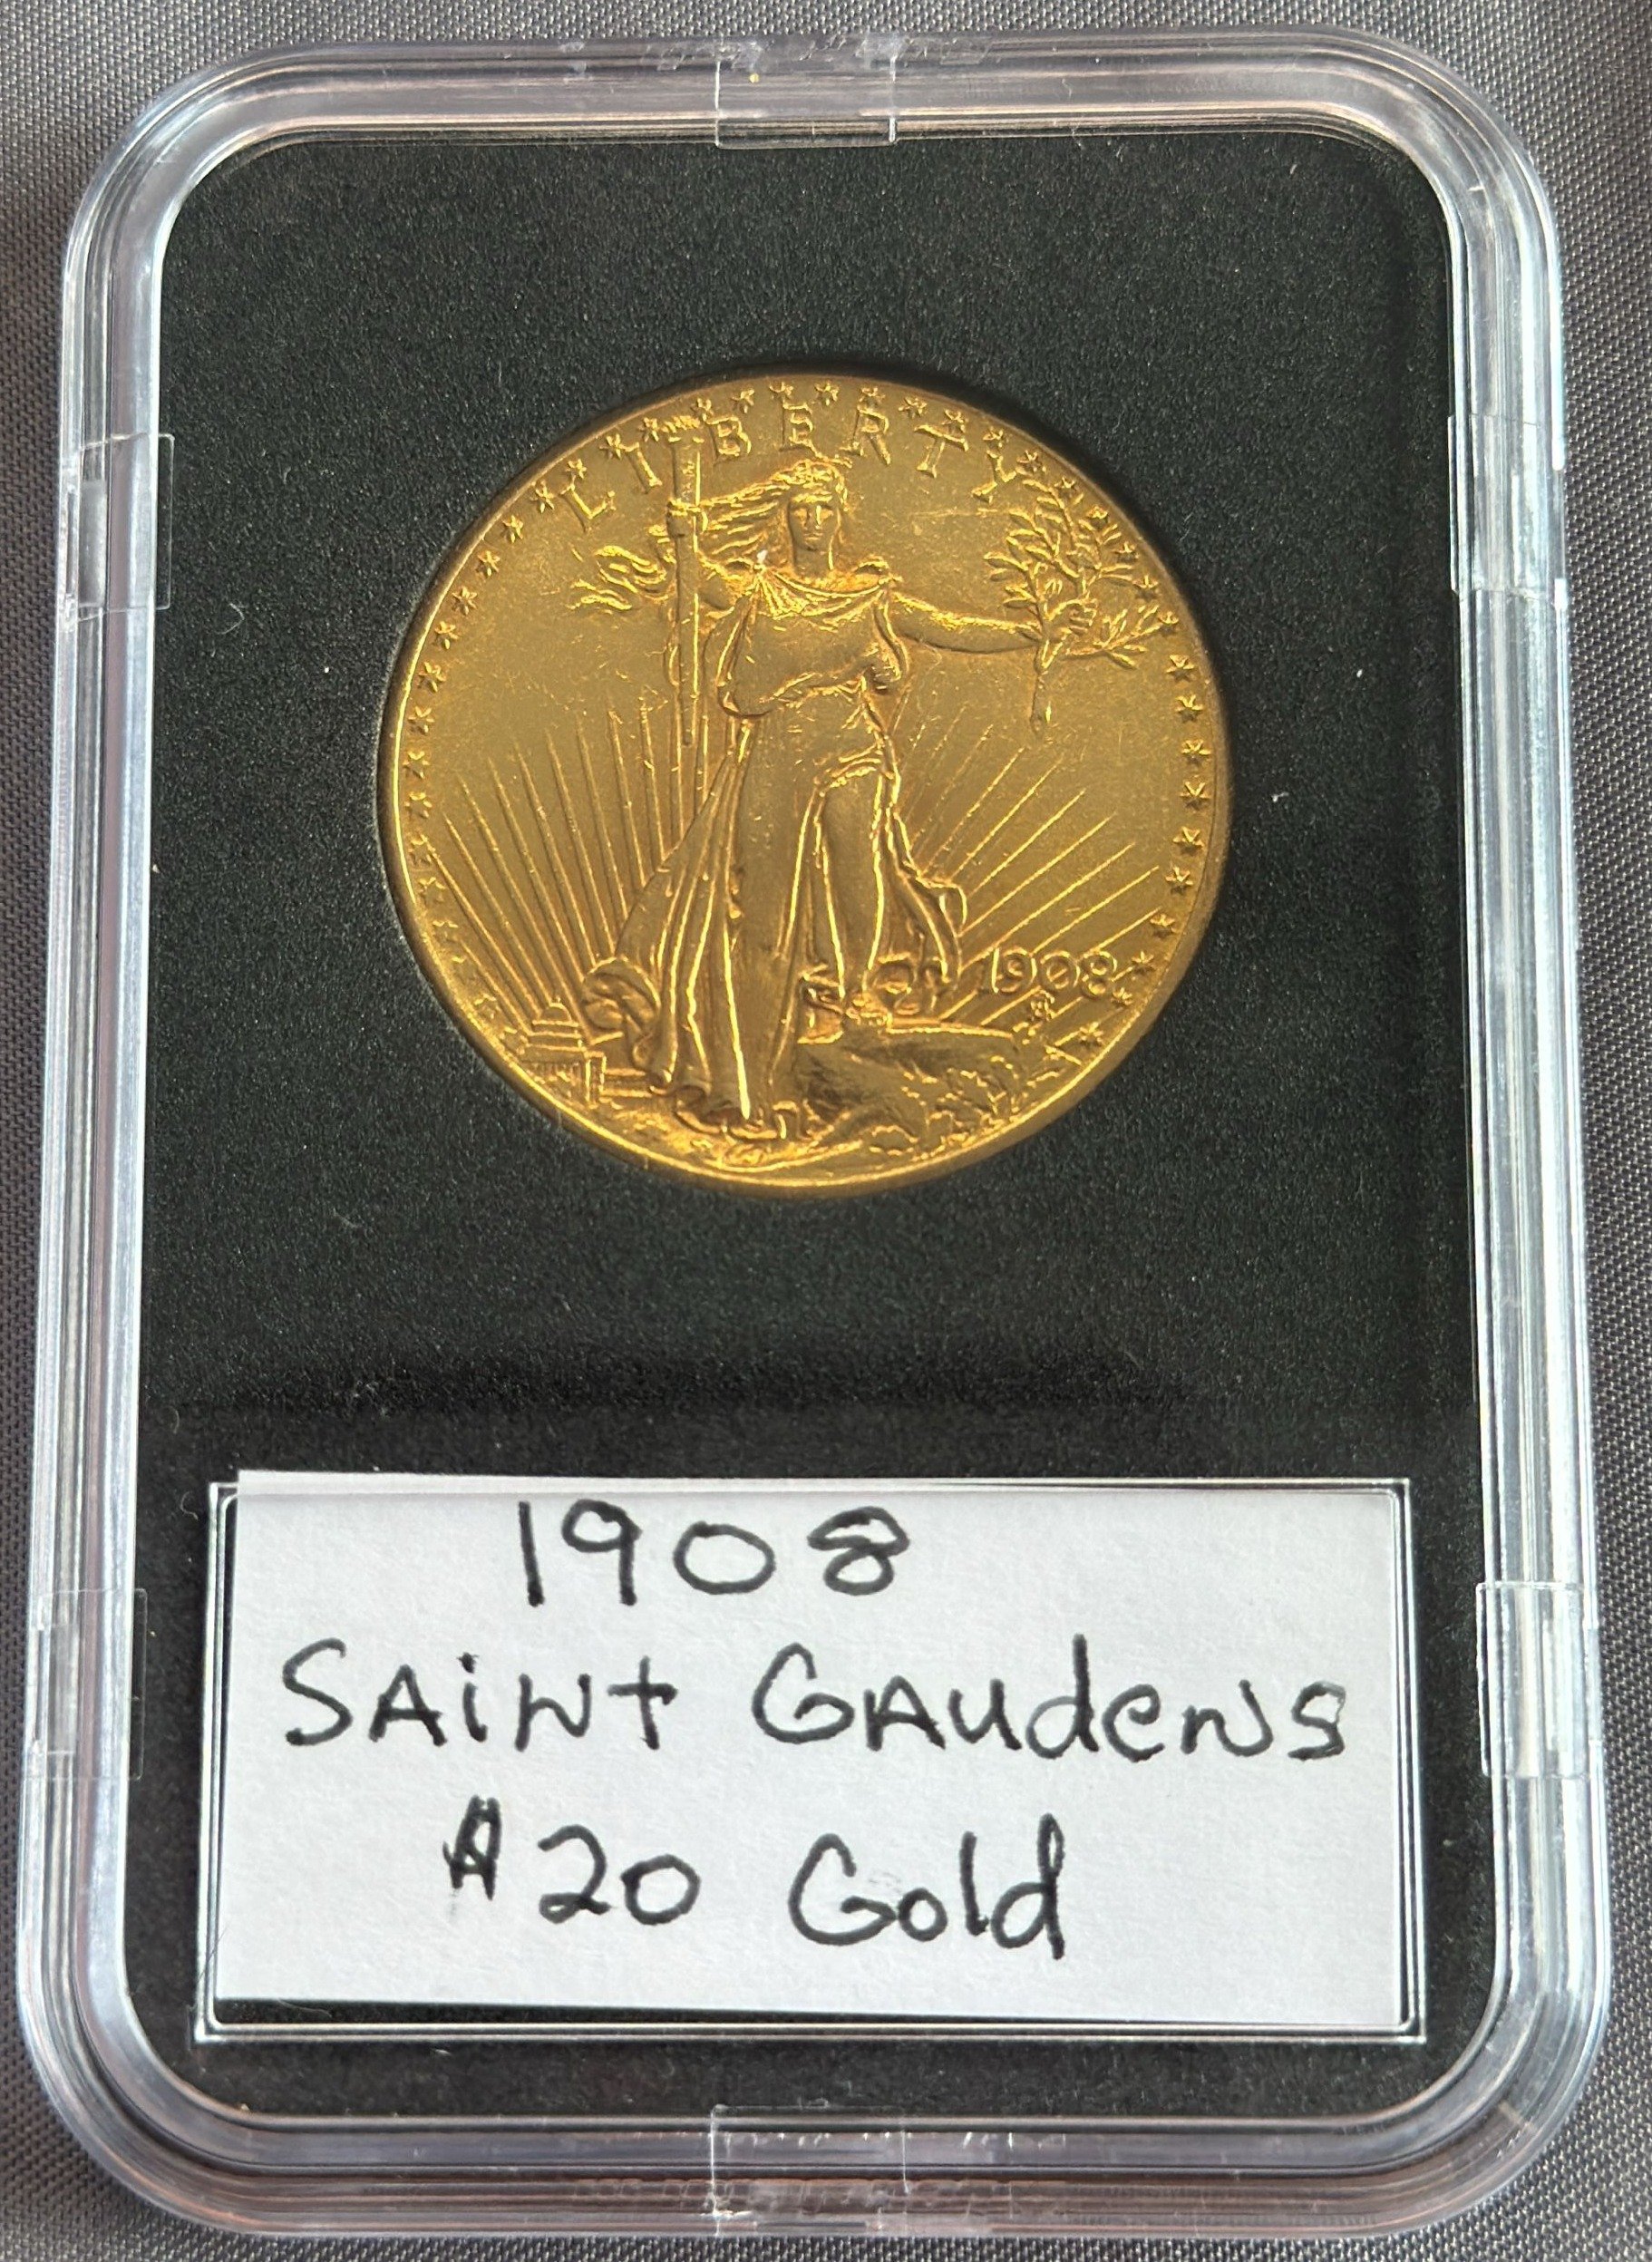 LIBERTY
1908
1908
SAiNt GAudeNS
$20 Gold